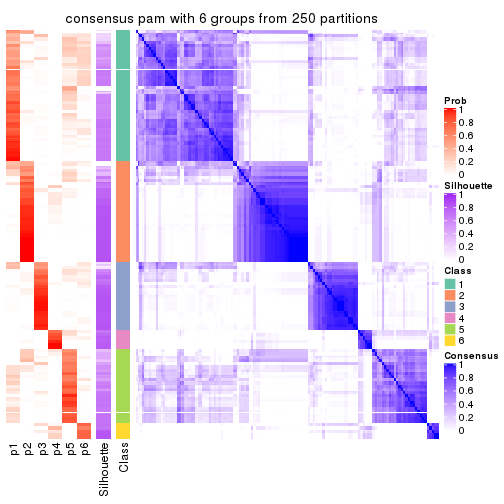 consensus pam with 6 groups from 250 partitions
Prob
1
0.8
0.6
0.4
0.2
0
Silhouette
1
0.8
0.6
0.4
0.2
0
Class
1
2
3
4
5
6
Consensus
1
0.8
0.6
0.4
0.2
0
p1
p2
p3
p4
p5
p6
Silhouette
Class